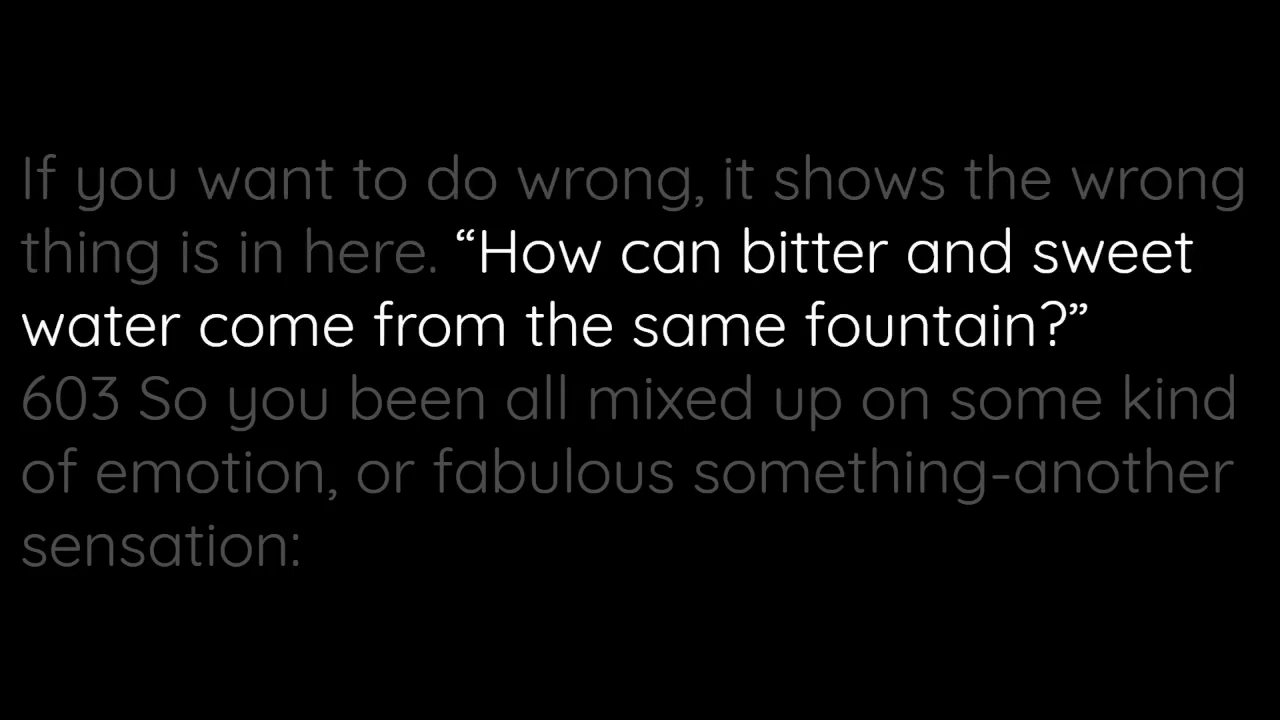 If you want to do wrong, it shows the wrong
thing is in here. “How can bitter and sweet
water come from the same fountain?”
603 So you been all mixed up on some kind
of emotion, or fabulous something-another
sensation: